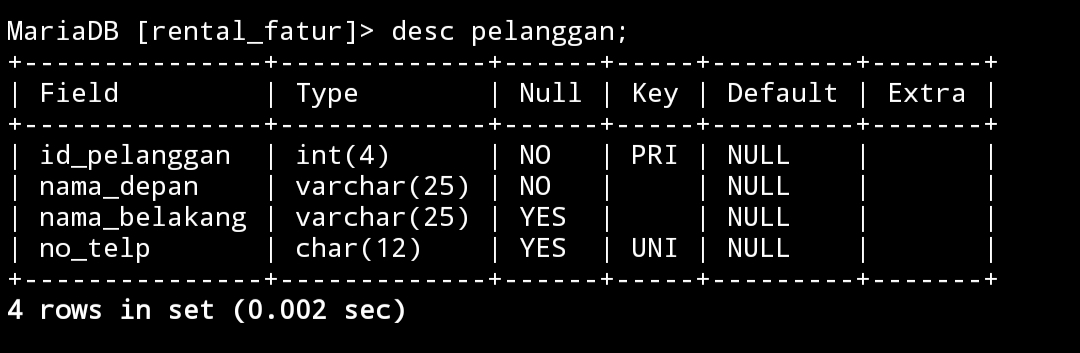 MariaDB [rental_fatur]> desc pelanggan;
+---------------+-------------+------+-----+---------+-------+
| Field         | Type        | Null | Key | Default | Extra |
+---------------+-------------+------+-----+---------+-------+
| id_pelanggan  | int(4)      | NO   | PRI | NULL    |       |
| nama_depan    | varchar(25) | NO   |     | NULL    |       |
| nama_belakang | varchar(25) | YES  |     | NULL    |       |
| no_telp       | char(12)    | YES  | UNI | NULL    |       |
+---------------+-------------+------+-----+---------+-------+
4 rows in set (0.002 sec)